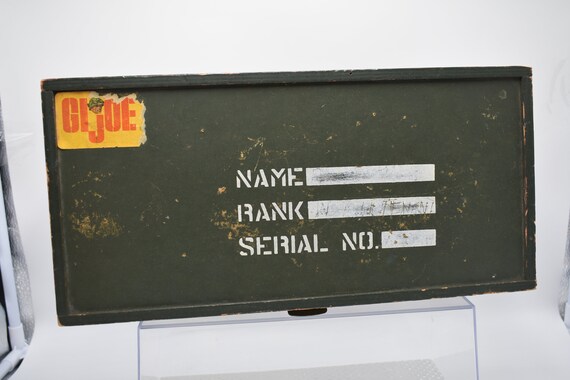 GI JOE
NAME
RANK
SERIAL NO.